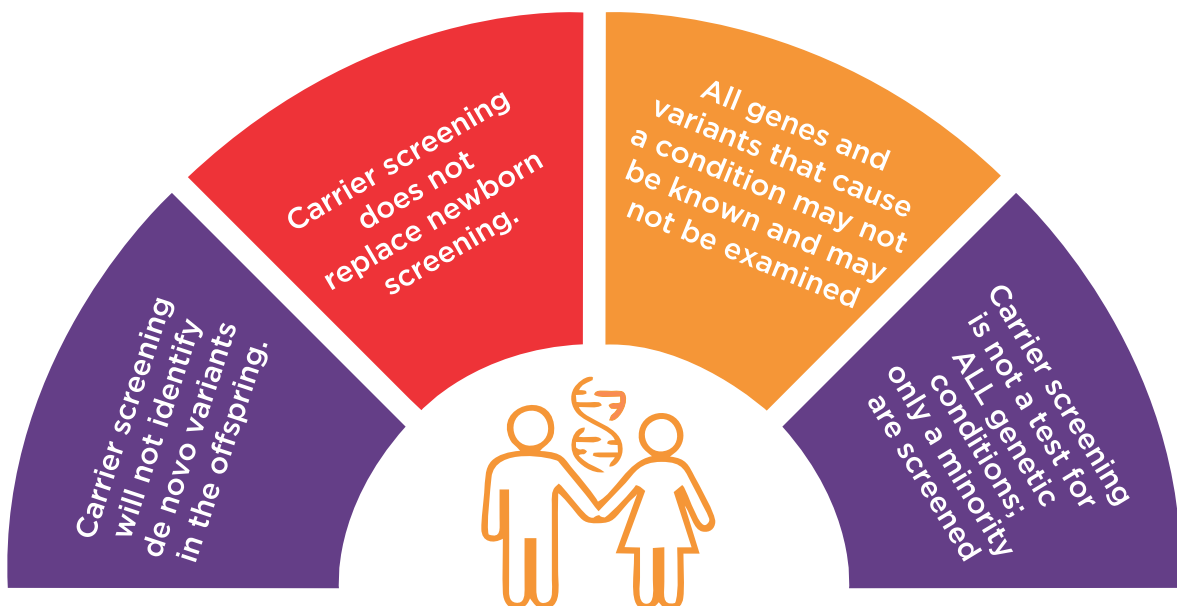 Carrier screening
will not identify
de novo variants
in the offspring.
Carrier screening
does not
replace newborn
screening.
All genes and
variants that cause
a condition may not
be known and may
not be examined
Carrier screening
is not a test for
ALL genetic
conditions;
only a minority
are screened